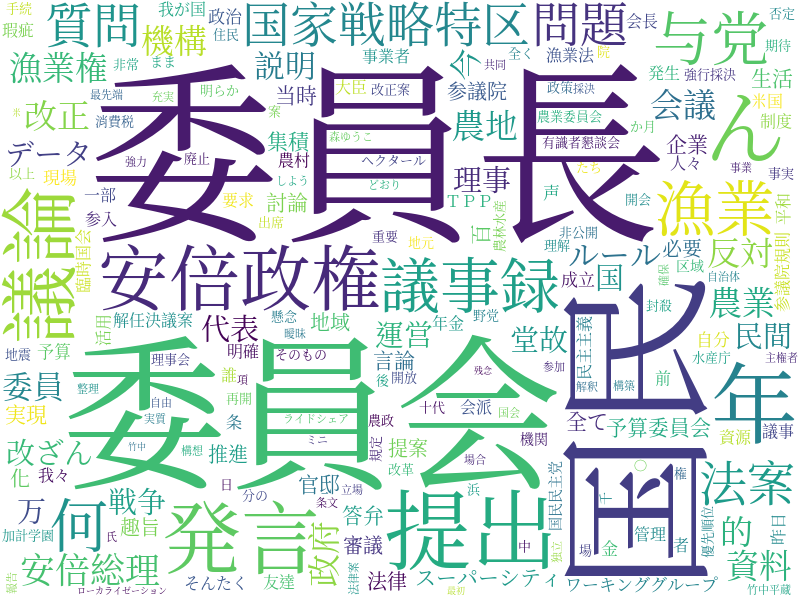 手続
瑕疵
我が国
政治
住民
質問
機構
国家戦略特区
問題
会長
全く
否定
期待
与党
漁業権
非常
まま
事業者
説明
今
漁業法
院
共同
発生
強行採決
生活
米国
制度
最先端
充実
明らか
大臣
改正案
当時
案
参議院
政策
採決
会議
改正
消費税
委員長
農地
農業委員会
か月
ん
データ
強力
廃止
集積
農村
森ゆうこ
ヘクタール
理事
有識者懇談会
企業
人々
たち
事業
事実
以上
現場
一部
参入
要求
討論
しょう
どおり
出席
TPP
声
開会
漁業
平和
議論
臨時国会
重要
地元
百
農林水産
非公開
理解
ルール
必要
反対
参議院規則
安倍政権
議事録
成立
国
確保
区域
自治体
解任決議案
活用
代表
懸念
曖昧
地域
運営
年金
野党
堂故
民主主義
国民
封殺
農業
自分
民間
水産庁
主権者
地震
予算
理事会
明確
そのもの
言論
後
開放
残念
参加
解釈
構築
前
年
委員
整理
誰
項
自由
再開
条
ライドシェア
農政
十代
会派
国会
全て
予算委員会
資源
議事
実現
委員会
改ざん
竹中
実質
構想
推進
ミニ
規定
提案
改革
機関
場合
国民民主党
〇
千
権
法案
化
我々
万
戦争
何
発言
日
分の
官邸
立場
条文
提出
浜
中
管理
的
優先順位
昨日
加計学園
氏
趣旨
安倍総理
政府
答弁
審議
独立
場
金
者
資料
報告
そんたく
友達
法律案
法律
スーパーシティ
ローカライゼーション
最初
ワーキンググループ
竹中平蔵